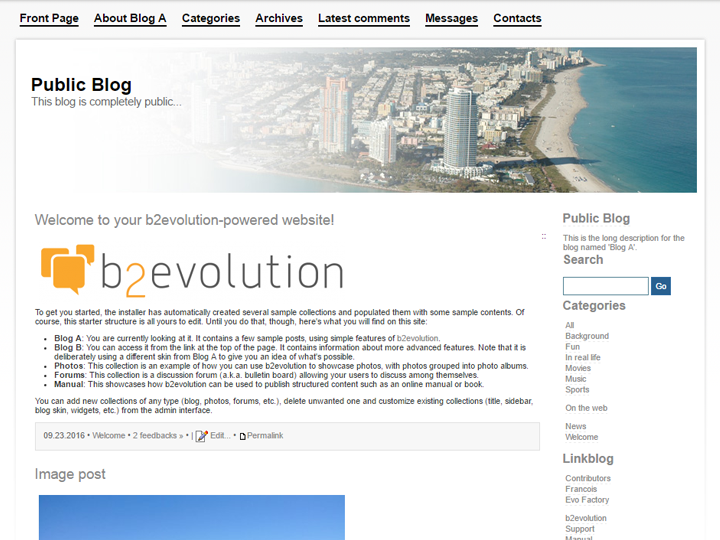 Front Page About Blog A Categories Archives Latest comments Messages Contacts
Public Blog
This blog is completely public...
Welcome to your b2evolution-powered website!
::
b2evolution
To get you started, the installer has automatically created several sample collections and populated them with some sample contents. Of
course, this starter structure is all yours to edit. Until you do that, though, here's what you will find on this site:
• Blog A: You are currently looking at it. It contains a few sample posts, using simple features of b2evolution.
• Blog B: You can access it from the link at the top of the page. It contains information about more advanced features. Note that it is
deliberately using a different skin from Blog A to give you an idea of what's possible.
• Photos: This collection is an example of how you can use b2evolution to showcase photos, with photos grouped into photo albums.
• Forums: This collection is a discussion forum (a.k.a. bulletin board) allowing your users to discuss among themselves.
• Manual: This showcases how b2evolution can be used to publish structured content such as an online manual or book.
You can add new collections of any type (blog, photos, forums, etc.), delete unwanted one and customize existing collections (title, sidebar,
blog skin, widgets, etc.) from the admin interface.
09.23.2016 • Welcome • 2 feedbacks » • | Edit... • Permalink
Image post
Public Blog
This is the long description for the
blog named 'Blog A'.
Search
Go
Categories
All
Background
Fun
In real life
Movies
Music
Sports
On the web
News
Welcome
Linkblog
Contributors
Francois
Evo Factory
b2evolution
Support
Manual